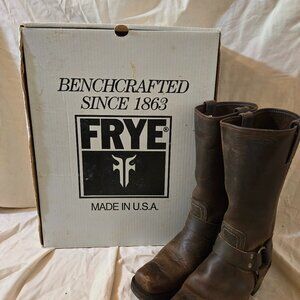 BENCHCRAFTED
SINCE 1863
FRYE®
MADE IN U.S.A.